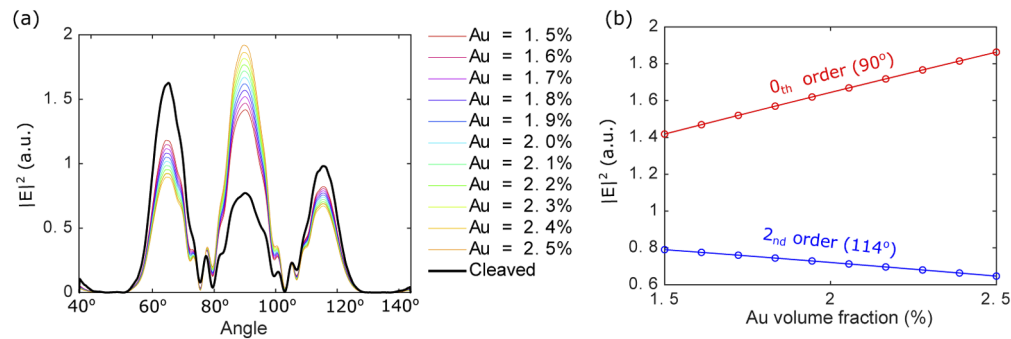 (a)
2
1.5
1
0.5
0
40°
60°
80°
100°
120°
140°
Angle
|E|² (a.u.)
Au = 1. 5%
Au = 1. 6%
Au = 1. 7%
Au = 1. 8%
Au = 1. 9%
Au = 2. 0%
Au = 2. 1%
Au = 2. 2%
Au = 2. 3%
Au = 2. 4%
Au = 2. 5%
Cleaved
(b)
2
1.8
1.6
1.4
1.2
1
0.8
0.6
1.5
2
2.5
Au volume fraction (%)
|E|² (a.u.)
0th order (90°)
2nd order (114°)